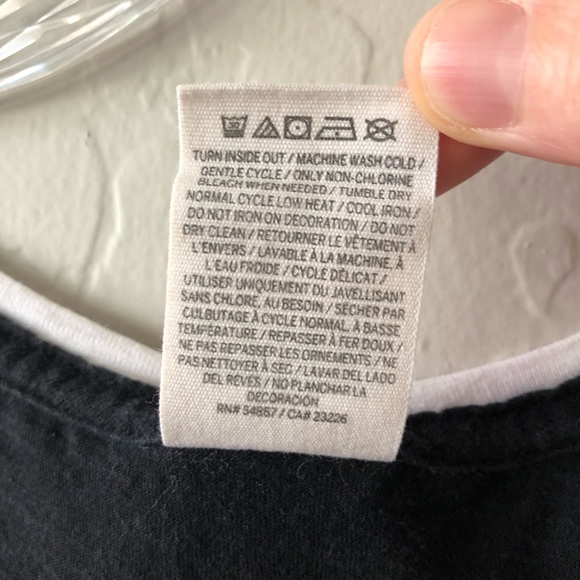 30
TURN INSIDE OUT / MACHINE WASH COLD /
GENTLE CYCLE / ONLY NON-CHLORINE
BLEACH WHEN NEEDED / TUMBLE DRY
NORMAL CYCLE LOW HEAT / COOL IRON /
DO NOT IRON ON DECORATION / DO NOT
DRY CLEAN / RETOURNER LE VÊTEMENT À
L'ENVERS / LAVABLE À LA MACHINE, À
L'EAU FROIDE / CYCLE DÉLICAT /
UTILISER UNIQUEMENT DU JAVELLISANT
SANS CHLORE, AU BESOIN / SÉCHER PAR
CULBUTAGE À CYCLE NORMAL, À BASSE
TEMPÉRATURE / REPASSER À FER DOUX /
NE PAS REPASSER LES ORNEMENTS / NE
PAS NETTOYER À SEC / LAVAR DEL LADO
DEL REVES / NO PLANCHAR LA
DECORACIÓN
RN# 54867 / CA# 23226